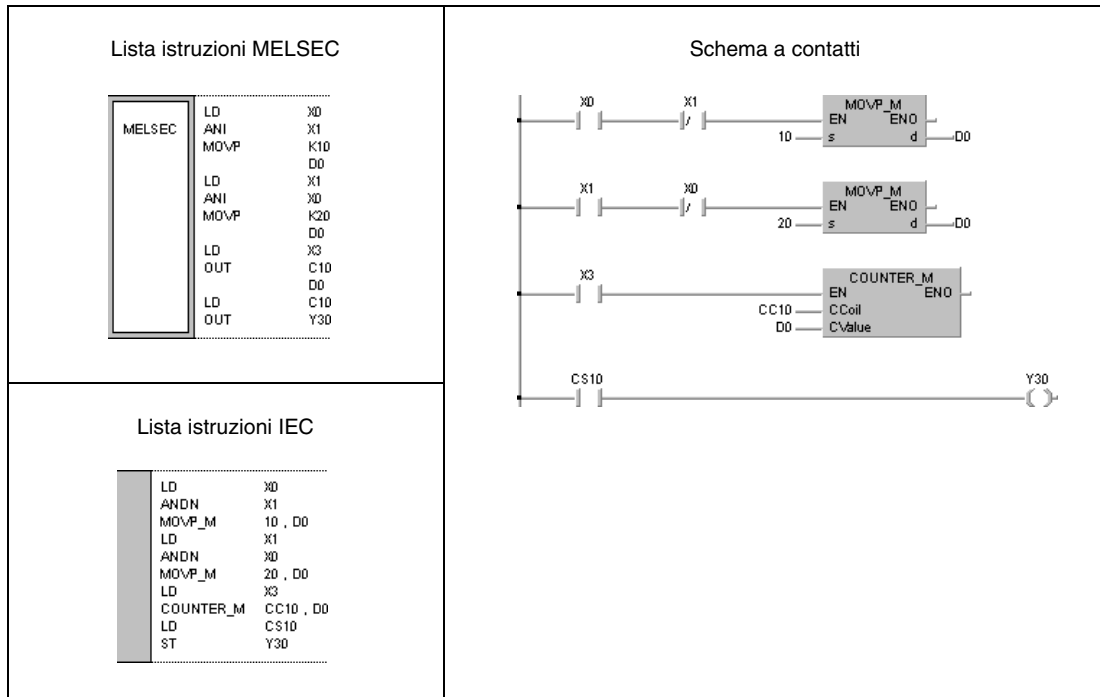 Lista istruzioni MELSEC
MELSEC
LD X0
ANI X1
MOVP K10
D0
LD X1
ANI X0
MOVP K20
D0
LD X3
OUT C10
D0
LD C10
OUT Y30
Lista istruzioni IEC
LD X0
ANDN X1
MOVP_M 10 , D0
LD X1
ANDN X0
MOVP_M 20 , D0
LD X3
COUNTER_M CC10 , D0
LD CS10
ST Y30
Schema a contatti
X0 X1 MOVP_M
EN ENO
10 s d D0
X1 X0 MOVP_M
EN ENO
20 s d D0
X3 COUNTER_M
EN ENO
CC10 CCoil
D0 CValue
CS10 Y30